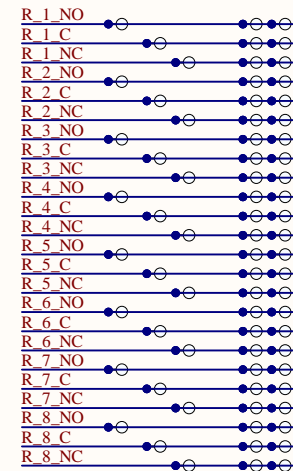 R_1_NO
R_1_C
R_1_NC
R_2_NO
R_2_C
R_2_NC
R_3_NO
R_3_C
R_3_NC
R_4_NO
R_4_C
R_4_NC
R_5_NO
R_5_C
R_5_NC
R_6_NO
R_6_C
R_6_NC
R_7_NO
R_7_C
R_7_NC
R_8_NO
R_8_C
R_8_NC